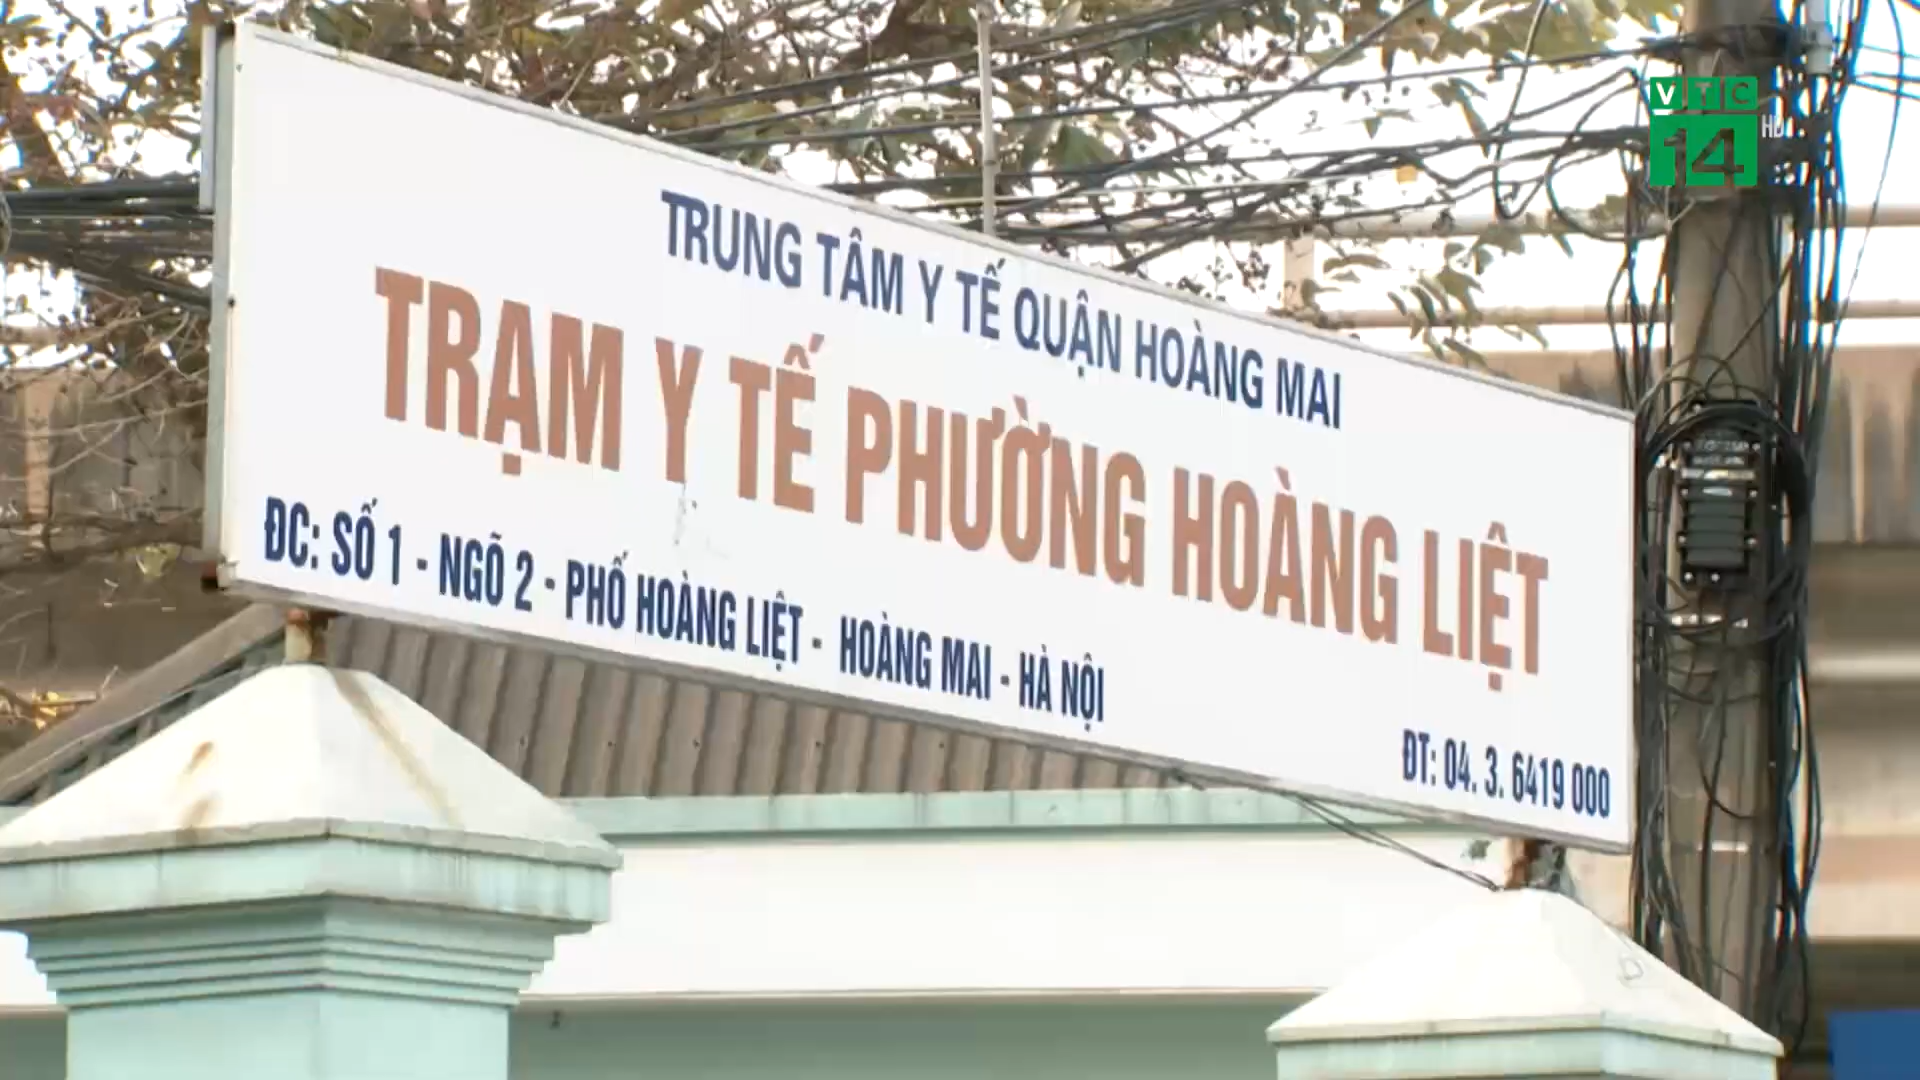 VTC
14 HD
TRUNG TÂM Y TẾ QUẬN HOÀNG MAI
TRẠM Y TẾ PHƯỜNG HOÀNG LIỆT
ĐC: SỐ 1 - NGÕ 2 - PHỐ HOÀNG LIỆT - HOÀNG MAI - HÀ NỘI
ĐT: 04. 3. 6419 000